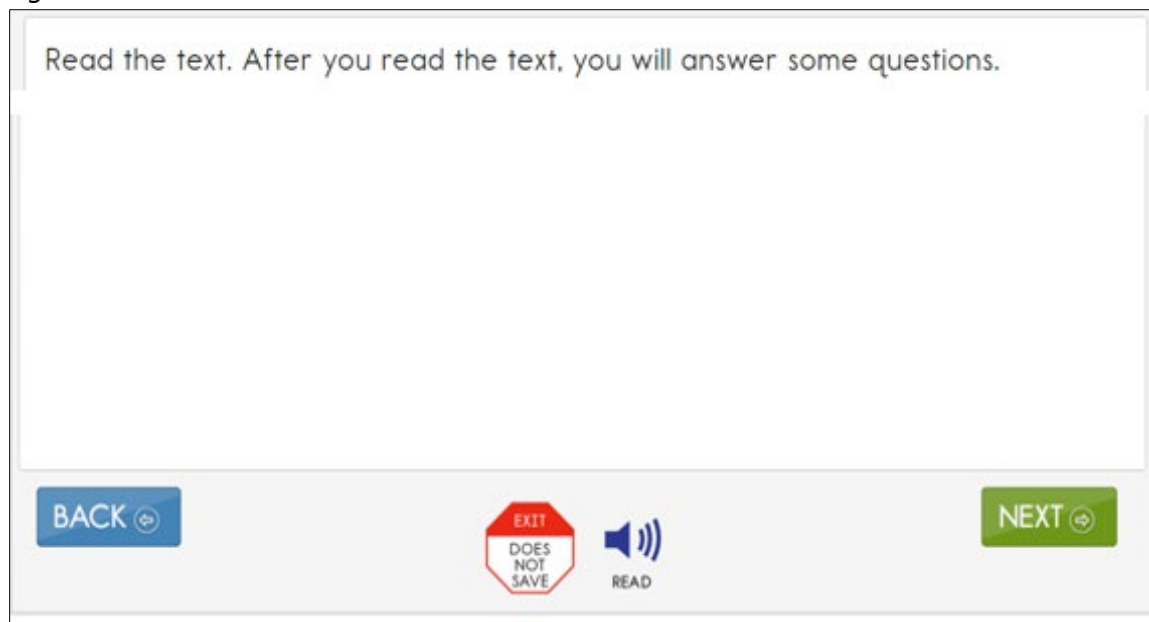 Read the text. After you read the text, you will answer some questions.
BACK
EXIT
DOES
NOT
SAVE
READ
NEXT